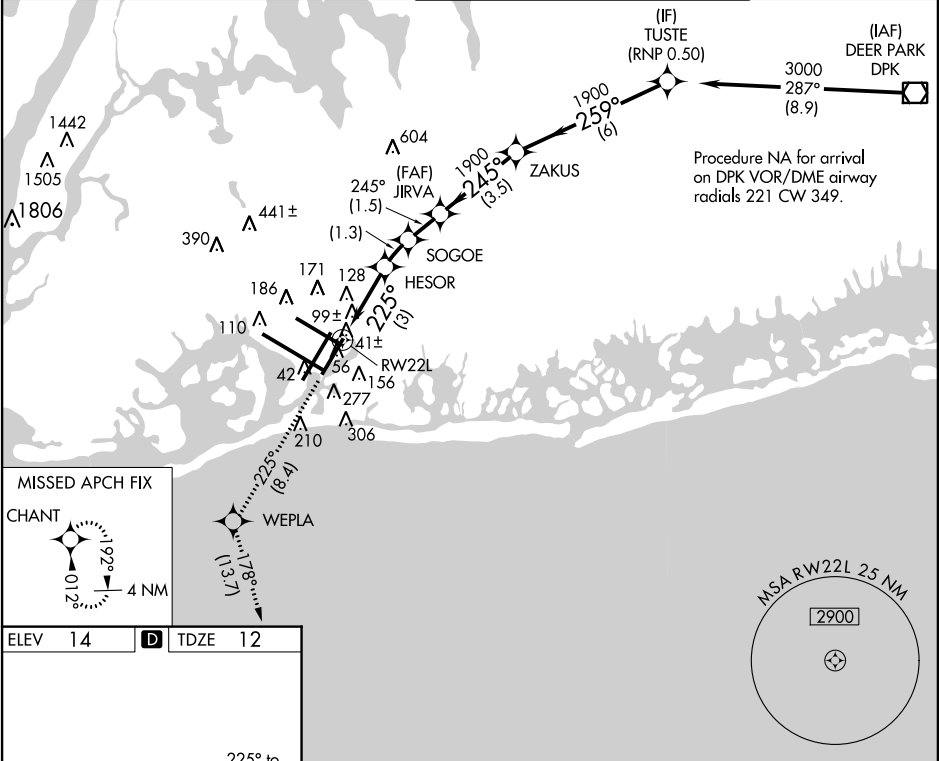 (IF)
TUSTE
(RNP 0.50)
(IAF)
DEER PARK
DPK
3000
287°
(8.9)
1900
259°
(6)
1442
1505
1806
604
1900
245°
(3.5)
ZAKUS
Procedure NA for arrival
on DPK VOR/DME airway
radials 221 CW 349.
(FAF)
JIRVA
245°
(1.5)
(1.3)
441±
390
SOGOE
HESOR
171
128
186
110
99±
225°
(3)
41±
56
RW22L
42
156
277
210
306
225°
(8.4)
WEPLA
178°
(13.7)
MISSED APCH FIX
CHANT
192°
012°
4 NM
MSA RW22L 25 NM
2900
ELEV 14 D TDZE 12
225° to